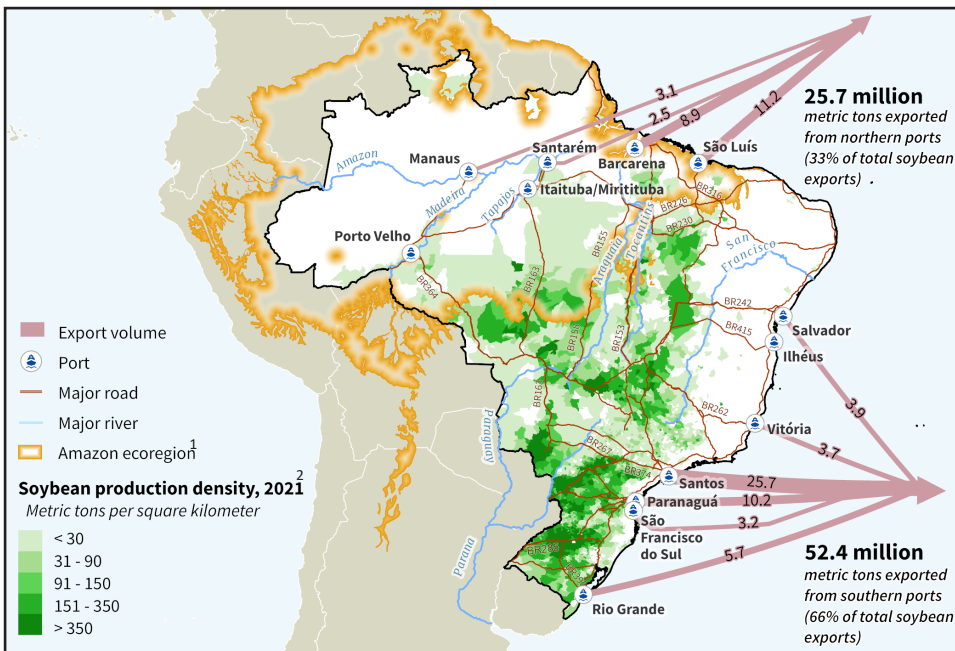 3.1
2.5
8.9
11.2
25.7 million
metric tons exported
from northern ports
(33% of total soybean
exports) .
Santarém
São Luís
Manaus
Barcarena
Amazon
Itaituba/Miritituba
Madeira
Tapajos
BR316
BR226
BR230
Porto Velho
BR155
Araguaia
Tocantins
San
Francisco
BR364
BR163
BR242
BR415
BR153
Salvador
Ilhéus
Export volume
Port
Major road
Major river
Amazon ecoregion1
BR163
BR262
Vitória
3.9
3.7
Paraguay
BR267
BR374
Santos
25.7
Paranaguá
10.2
São
Francisco
do Sul
3.2
5.7
Parana
Rio Grande
Soybean production density, 20212
Metric tons per square kilometer
< 30
31 - 90
91 - 150
151 - 350
> 350
52.4 million
metric tons exported
from southern ports
(66% of total soybean
exports)